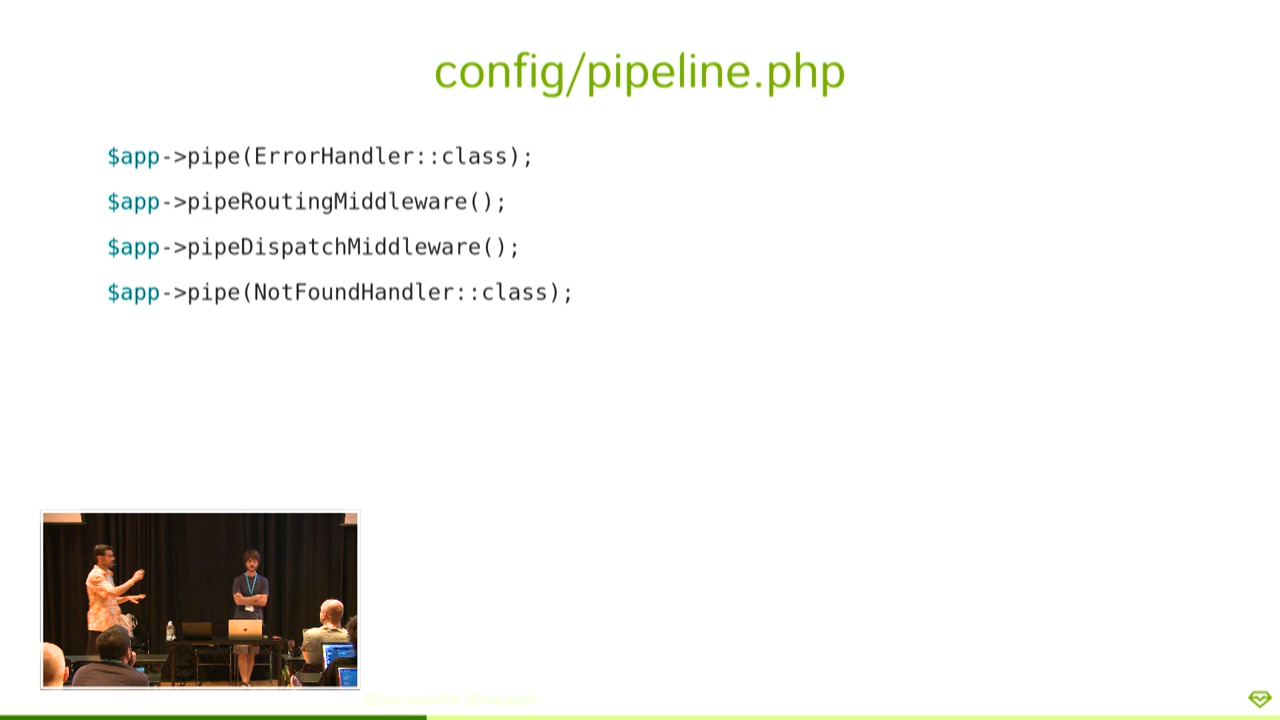 config/pipeline.php
$app->pipe(ErrorHandler::class);
$app->pipeRoutingMiddleware();
$app->pipeDispatchMiddleware();
$app->pipe(NotFoundHandler::class);